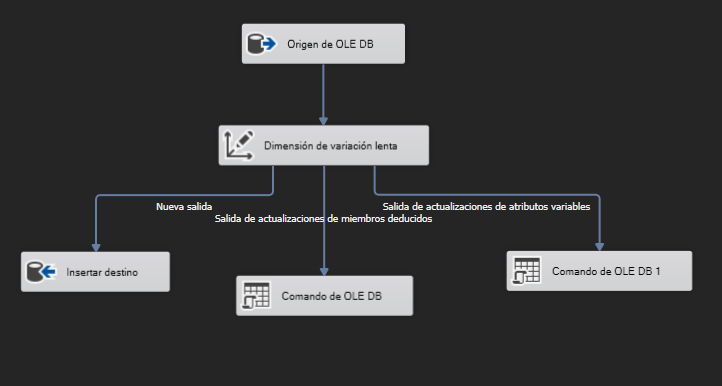 Origen de OLE DB
Dimensión de variación lenta
Nueva salida
Salida de actualizaciones de atributos variables
Salida de actualizaciones de miembros deducidos
Insertar destino
Comando de OLE DB 1
Comando de OLE DB